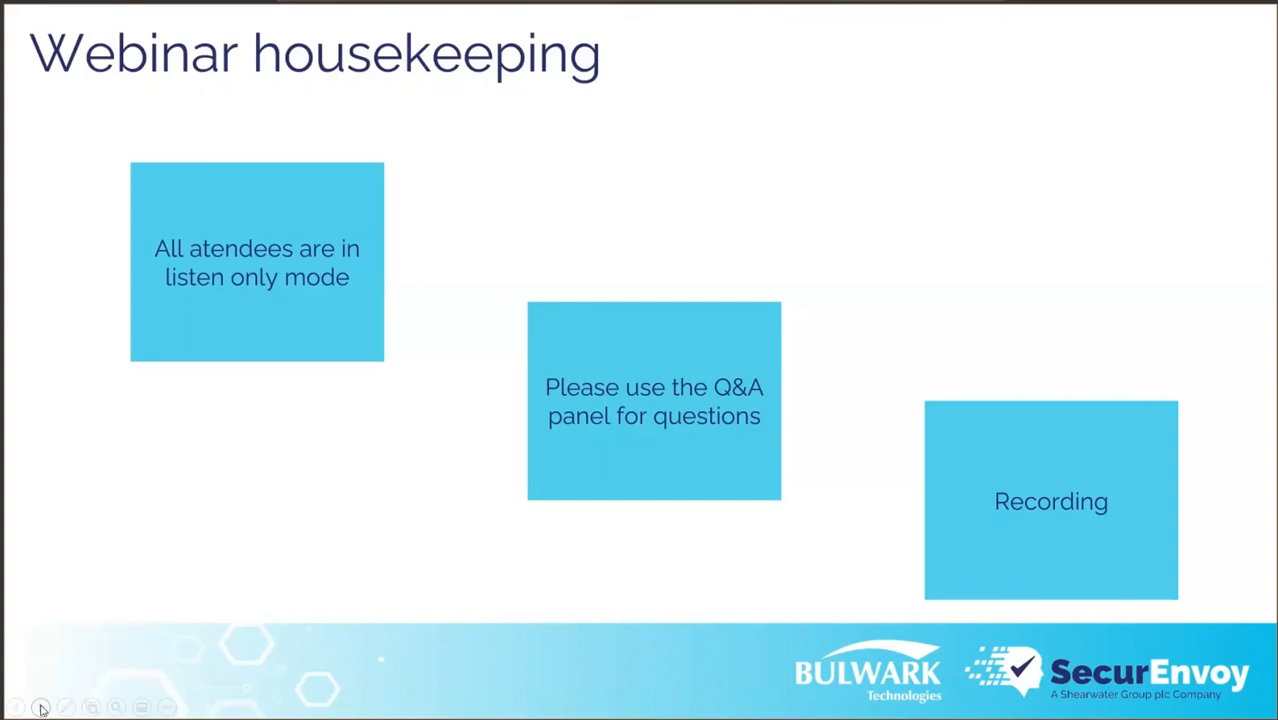 Webinar housekeeping
All atendees are in
listen only mode
Please use the Q&A
panel for questions
Recording
BULWARK
Technologies
SecurEnvoy
A Shearwater Group plc Company